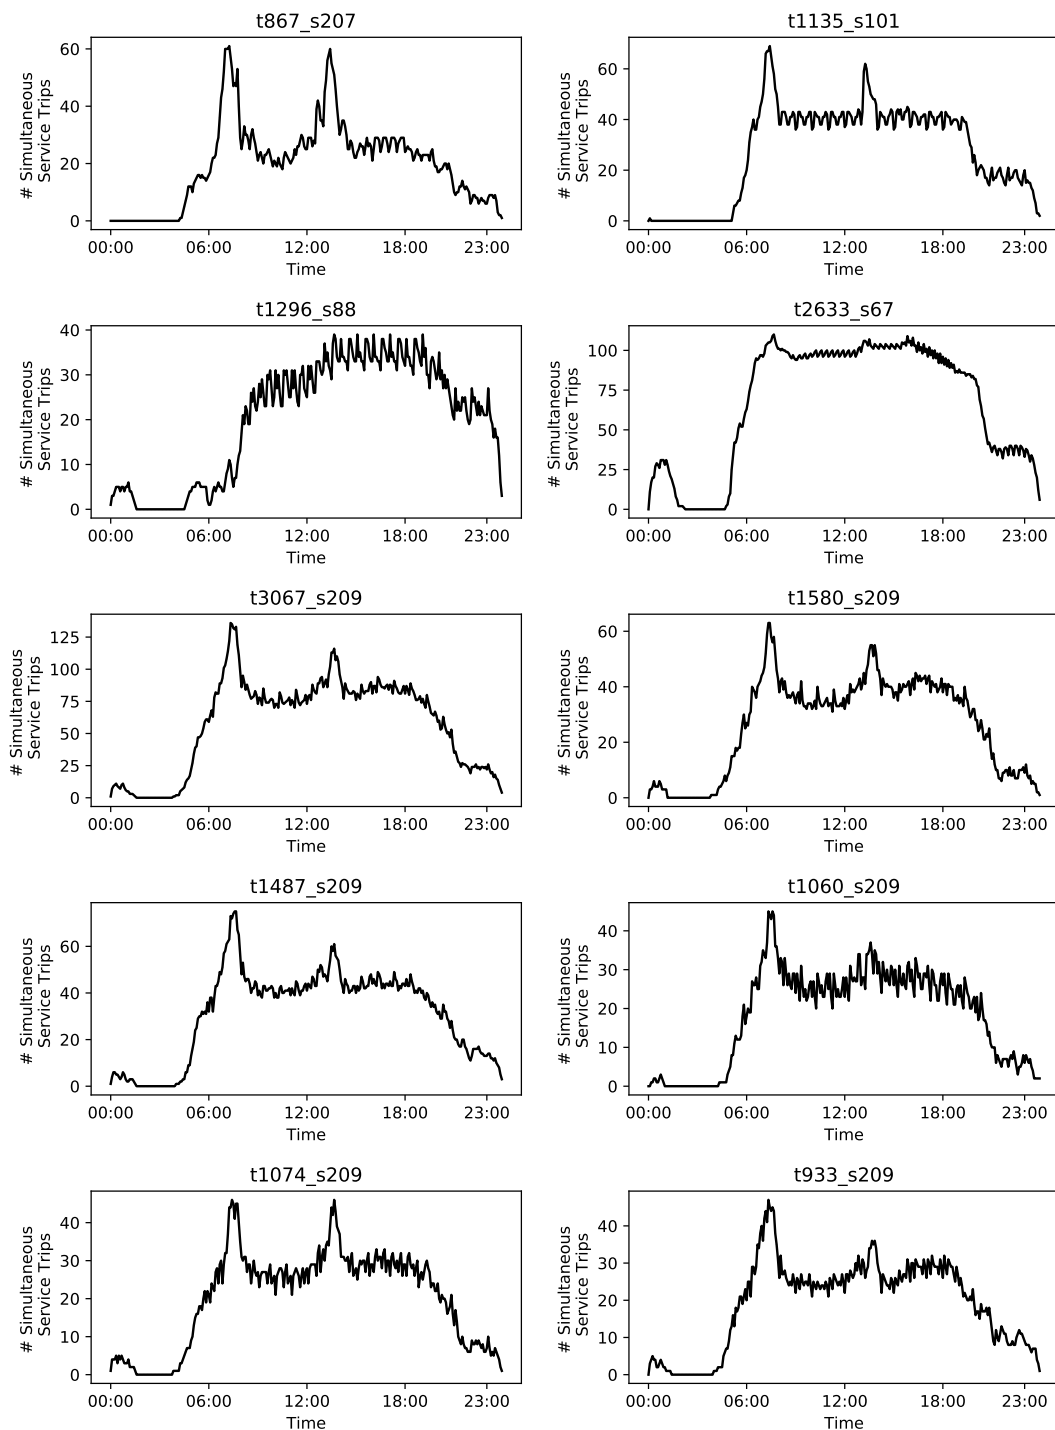 t867_s207
# Simultaneous
Service Trips
60
40
20
0
00:00 06:00 12:00 18:00 23:00
Time
t1135_s101
# Simultaneous
Service Trips
60
40
20
0
00:00 06:00 12:00 18:00 23:00
Time
t1296_s88
# Simultaneous
Service Trips
40
30
20
10
0
00:00 06:00 12:00 18:00 23:00
Time
t2633_s67
# Simultaneous
Service Trips
100
75
50
25
0
00:00 06:00 12:00 18:00 23:00
Time
t3067_s209
# Simultaneous
Service Trips
125
100
75
50
25
0
00:00 06:00 12:00 18:00 23:00
Time
t1580_s209
# Simultaneous
Service Trips
60
40
20
0
00:00 06:00 12:00 18:00 23:00
Time
t1487_s209
# Simultaneous
Service Trips
60
40
20
0
00:00 06:00 12:00 18:00 23:00
Time
t1060_s209
# Simultaneous
Service Trips
40
30
20
10
0
00:00 06:00 12:00 18:00 23:00
Time
t1074_s209
# Simultaneous
Service Trips
40
30
20
10
0
00:00 06:00 12:00 18:00 23:00
Time
t933_s209
# Simultaneous
Service Trips
40
30
20
10
0
00:00 06:00 12:00 18:00 23:00
Time